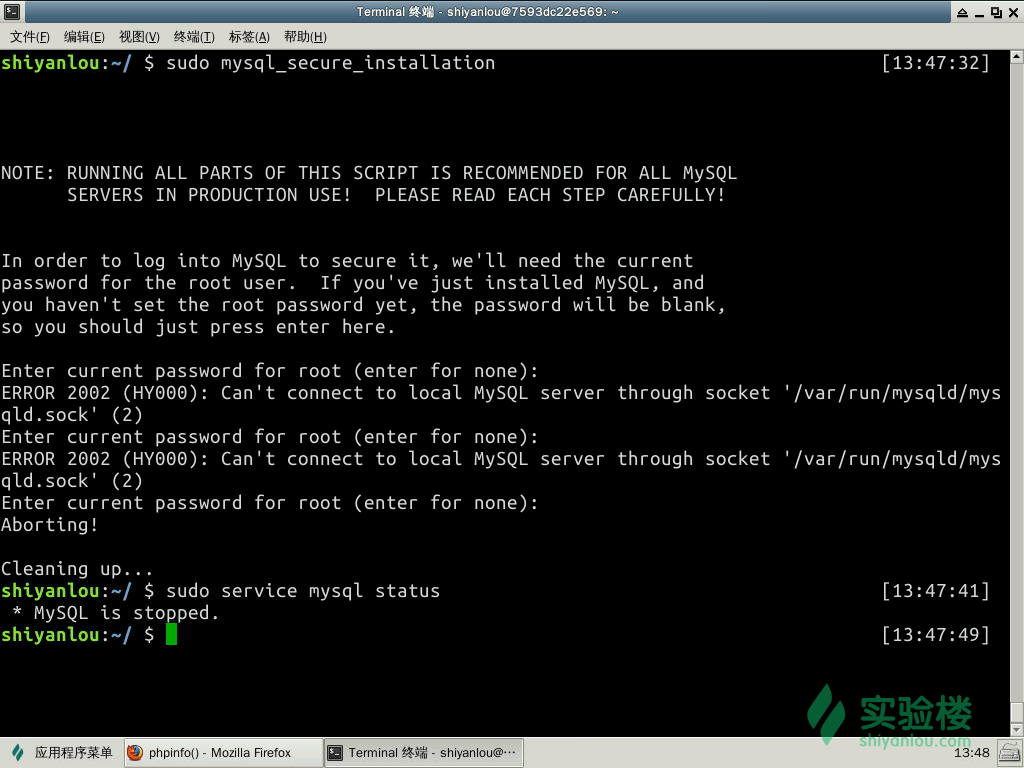 Terminal 终端 - shiyanlou@7593dc22e569: ~
文件(F) 编辑(E) 视图(V) 终端(T) 标签(A) 帮助(H)
shiyanlou:~/ $ sudo mysql_secure_installation [13:47:32]
NOTE: RUNNING ALL PARTS OF THIS SCRIPT IS RECOMMENDED FOR ALL MySQL
SERVERS IN PRODUCTION USE!  PLEASE READ EACH STEP CAREFULLY!
In order to log into MySQL to secure it, we'll need the current
password for the root user.  If you've just installed MySQL, and
you haven't set the root password yet, the password will be blank,
so you should just press enter here.
Enter current password for root (enter for none):
ERROR 2002 (HY000): Can't connect to local MySQL server through socket '/var/run/mysqld/mys
qld.sock' (2)
Enter current password for root (enter for none):
ERROR 2002 (HY000): Can't connect to local MySQL server through socket '/var/run/mysqld/mys
qld.sock' (2)
Enter current password for root (enter for none):
Aborting!
Cleaning up...
shiyanlou:~/ $ sudo service mysql status [13:47:41]
* MySQL is stopped.
shiyanlou:~/ $ [13:47:49]
实验楼
shiyanlou.com
应用程序菜单 phpinfo() - Mozilla Firefox Terminal 终端 - shiyanlou@… 13:48